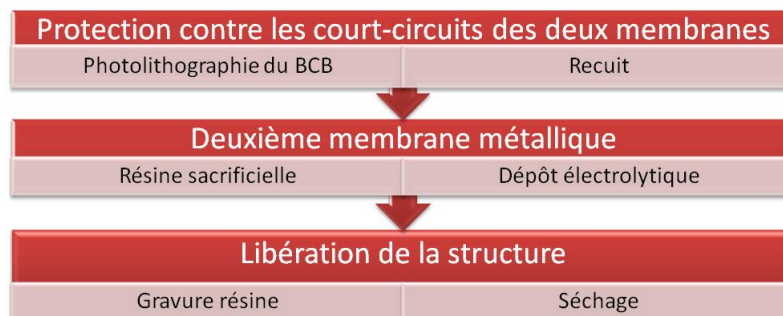 Protection contre les court-circuits des deux membranes
Photolithographie du BCB
Recuit
Deuxième membrane métallique
Résine sacrificielle
Dépôt électrolytique
Libération de la structure
Gravure résine
Séchage